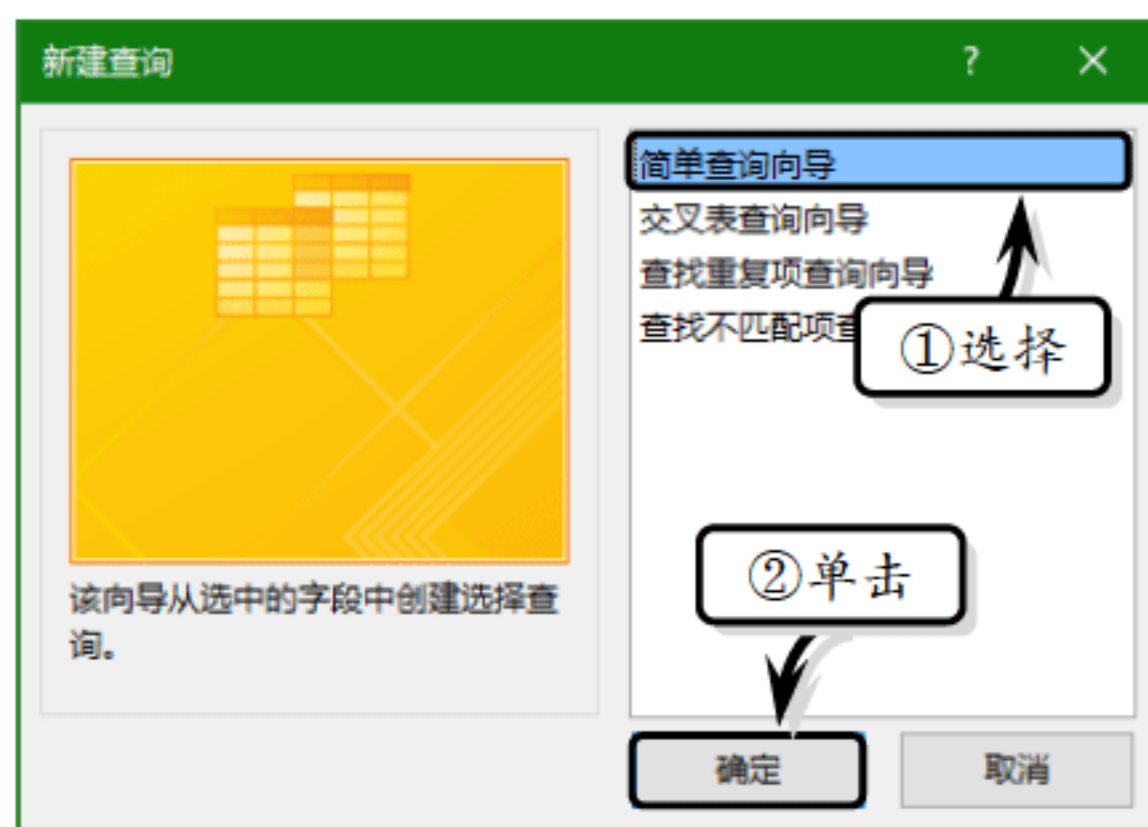 新建查询
简单查询向导
交叉表查询向导
查找重复项查询向导
查找不匹配项
①选择
②单击
该向导从选中的字段中创建选择查
询。
确定
取消